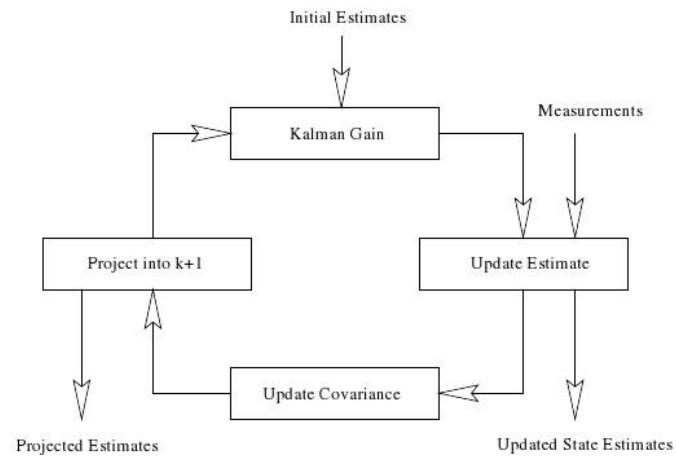 Initial Estimates
Kalman Gain
Measurements
Project into k+1
Update Estimate
Update Covariance
Projected Estimates
Updated State Estimates